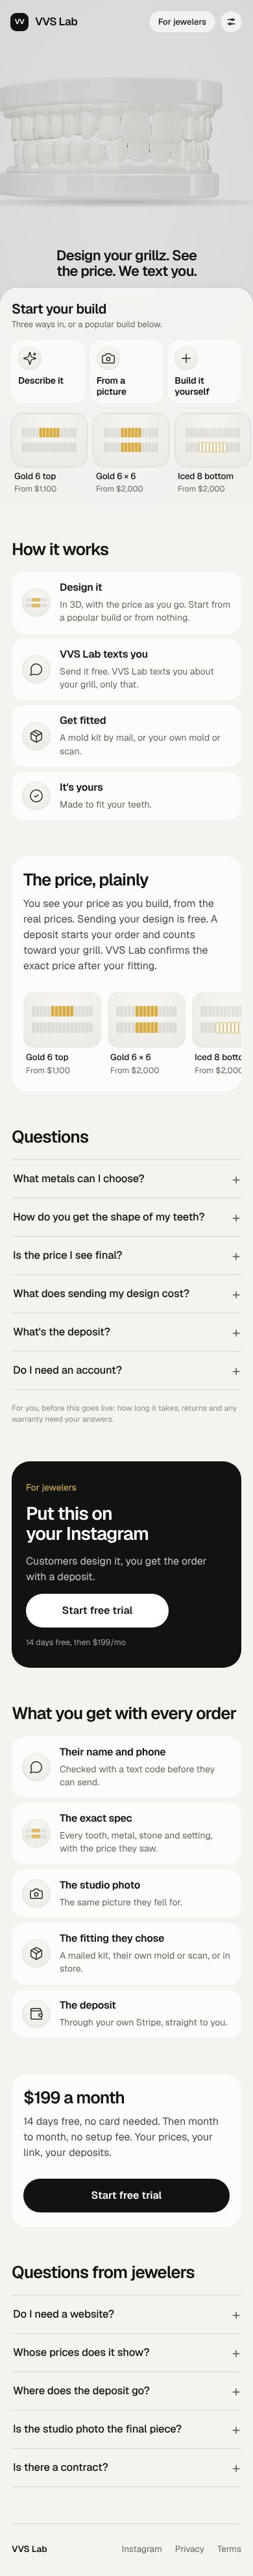 VV
VVS Lab
For jewelers
Design your grillz. See
the price. We text you.
Start your build
Three ways in, or a popular build below.
Describe it
From a
picture
Build it
yourself
Gold 6 top
From $1,100
Gold 6 × 6
From $2,000
Iced 8 bottom
From $2,000
How it works
Design it
In 3D, with the price as you go. Start from
a popular build or from nothing.
VVS Lab texts you
Send it free. VVS Lab texts you about
your grill, only that.
Get fitted
A mold kit by mail, or your own mold or
scan.
It's yours
Made to fit your teeth.
The price, plainly
You see your price as you build, from the
real prices. Sending your design is free. A
deposit starts your order and counts
toward your grill. VVS Lab confirms the
exact price after your fitting.
Gold 6 top
From $1,100
Gold 6 × 6
From $2,000
Iced 8 botto
From $2,000
Questions
What metals can I choose?
How do you get the shape of my teeth?
Is the price I see final?
What does sending my design cost?
What's the deposit?
Do I need an account?
For you, before this goes live: how long it takes, returns and any
warranty need your answers.
For jewelers
Put this on
your Instagram
Customers design it, you get the order
with a deposit.
Start free trial
14 days free, then $199/mo
What you get with every order
Their name and phone
Checked with a text code before they
can send.
The exact spec
Every tooth, metal, stone and setting,
with the price they saw.
The studio photo
The same picture they fell for.
The fitting they chose
A mailed kit, their own mold or scan, or in
store.
The deposit
Through your own Stripe, straight to you.
$199 a month
14 days free, no card needed. Then month
to month, no setup fee. Your prices, your
link, your deposits.
Start free trial
Questions from jewelers
Do I need a website?
Whose prices does it show?
Where does the deposit go?
Is the studio photo the final piece?
Is there a contract?
VVS Lab
Instagram
Privacy
Terms